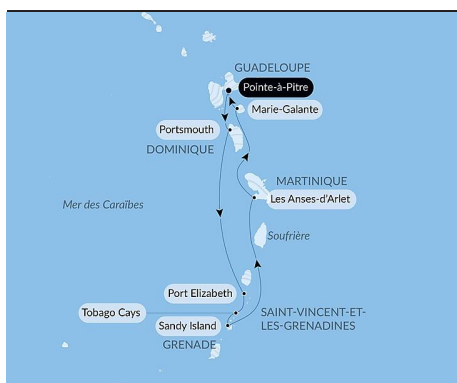 GUADELOUPE
Pointe-à-Pitre
Marie-Galante
Portsmouth
DOMINIQUE
MARTINIQUE
Les Anses-d'Arlet
Mer des Caraïbes
Soufrière
Port Elizabeth
Tobago Cays
SAINT-VINCENT-ET-
LES-GRENADINES
Sandy Island
GRENADE